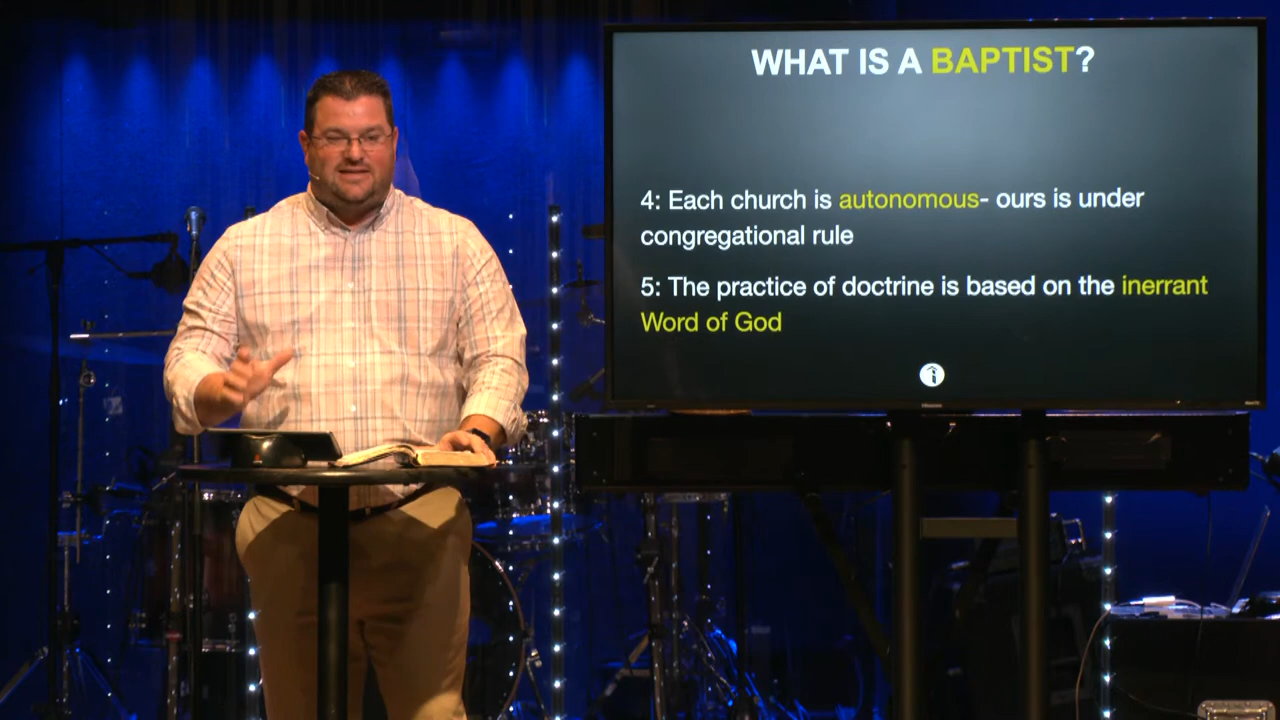 WHAT IS A BAPTIST?
4: Each church is autonomous- ours is under
congregational rule
5: The practice of doctrine is based on the inerrant
Word of God
Hisense